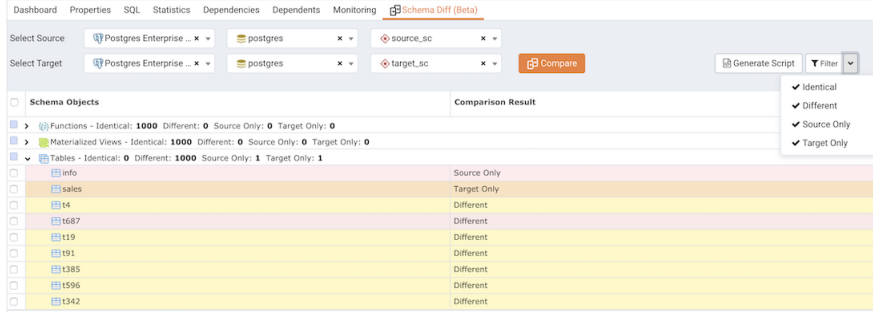 Dashboard Properties SQL Statistics Dependencies Dependents Monitoring Schema Diff (Beta)
Select Source Postgres Enterprise ... × postgres × source_sc ×
Select Target Postgres Enterprise ... × postgres × target_sc × Compare Generate Script Filter
Identical
Different
Source Only
Target Only
Schema Objects Comparison Result
Functions - Identical: 1000 Different: 0 Source Only: 0 Target Only: 0
Materialized Views - Identical: 1000 Different: 0 Source Only: 0 Target Only: 0
Tables - Identical: 0 Different: 1000 Source Only: 1 Target Only: 1
info Source Only
sales Target Only
t4 Different
t687 Different
t19 Different
t91 Different
t385 Different
t596 Different
t342 Different